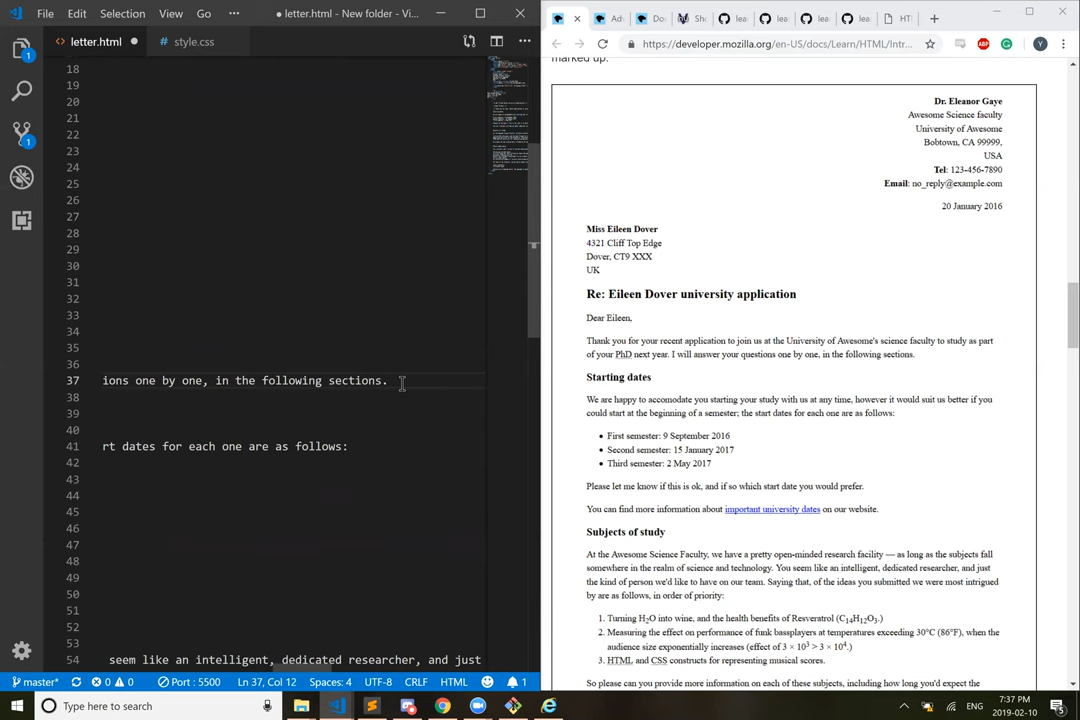 File Edit Selection View Go ··· ● letter.html - New folder - Vi...
<> letter.html ● style.css ···
1
1
18
19
20
21
22
23
24
25
26
27
28
29
30
31
32
33
34
35
36
37 ions one by one, in the following sections.
38
39
40
41 rt dates for each one are as follows:
42
43
44
45
46
47
48
49
50
51
52
53
54 seem like an intelligent, dedicated researcher, and just
master* 0 0 Port : 5500 Ln 37, Col 12 Spaces: 4 UTF-8 CRLF HTML 1
Adv Do Sh lea lea lea lea HT
https://developer.mozilla.org/en-US/docs/Learn/HTML/Intr... ABP G Y
marked up:
Dr. Eleanor Gaye
Awesome Science faculty
University of Awesome
Bobtown, CA 99999,
USA
Tel: 123-456-7890
Email: no_reply@example.com
20 January 2016
Miss Eileen Dover
4321 Cliff Top Edge
Dover, CT9 XXX
UK
Re: Eileen Dover university application
Dear Eileen,
Thank you for your recent application to join us at the University of Awesome's science faculty to study as part
of your PhD next year. I will answer your questions one by one, in the following sections.
Starting dates
We are happy to accomodate you starting your study with us at any time, however it would suit us better if you
could start at the beginning of a semester; the start dates for each one are as follows:
• First semester: 9 September 2016
• Second semester: 15 January 2017
• Third semester: 2 May 2017
Please let me know if this is ok, and if so which start date you would prefer.
You can find more information about important university dates on our website.
Subjects of study
At the Awesome Science Faculty, we have a pretty open-minded research facility — as long as the subjects fall
somewhere in the realm of science and technology. You seem like an intelligent, dedicated researcher, and just
the kind of person we'd like to have on our team. Saying that, of the ideas you submitted we were most intrigued
by are as follows, in order of priority:
1. Turning H₂O into wine, and the health benefits of Resveratrol (C₁₄H₁₂O₃.)
2. Measuring the effect on performance of funk bassplayers at temperatures exceeding 30°C (86°F), when the
audience size exponentially increases (effect of 3 × 10³ > 3 × 10⁴.)
3. HTML and CSS constructs for representing musical scores.
So please can you provide more information on each of these subjects, including how long you'd expect the
Type here to search
ENG
7:37 PM
2019-02-10
5